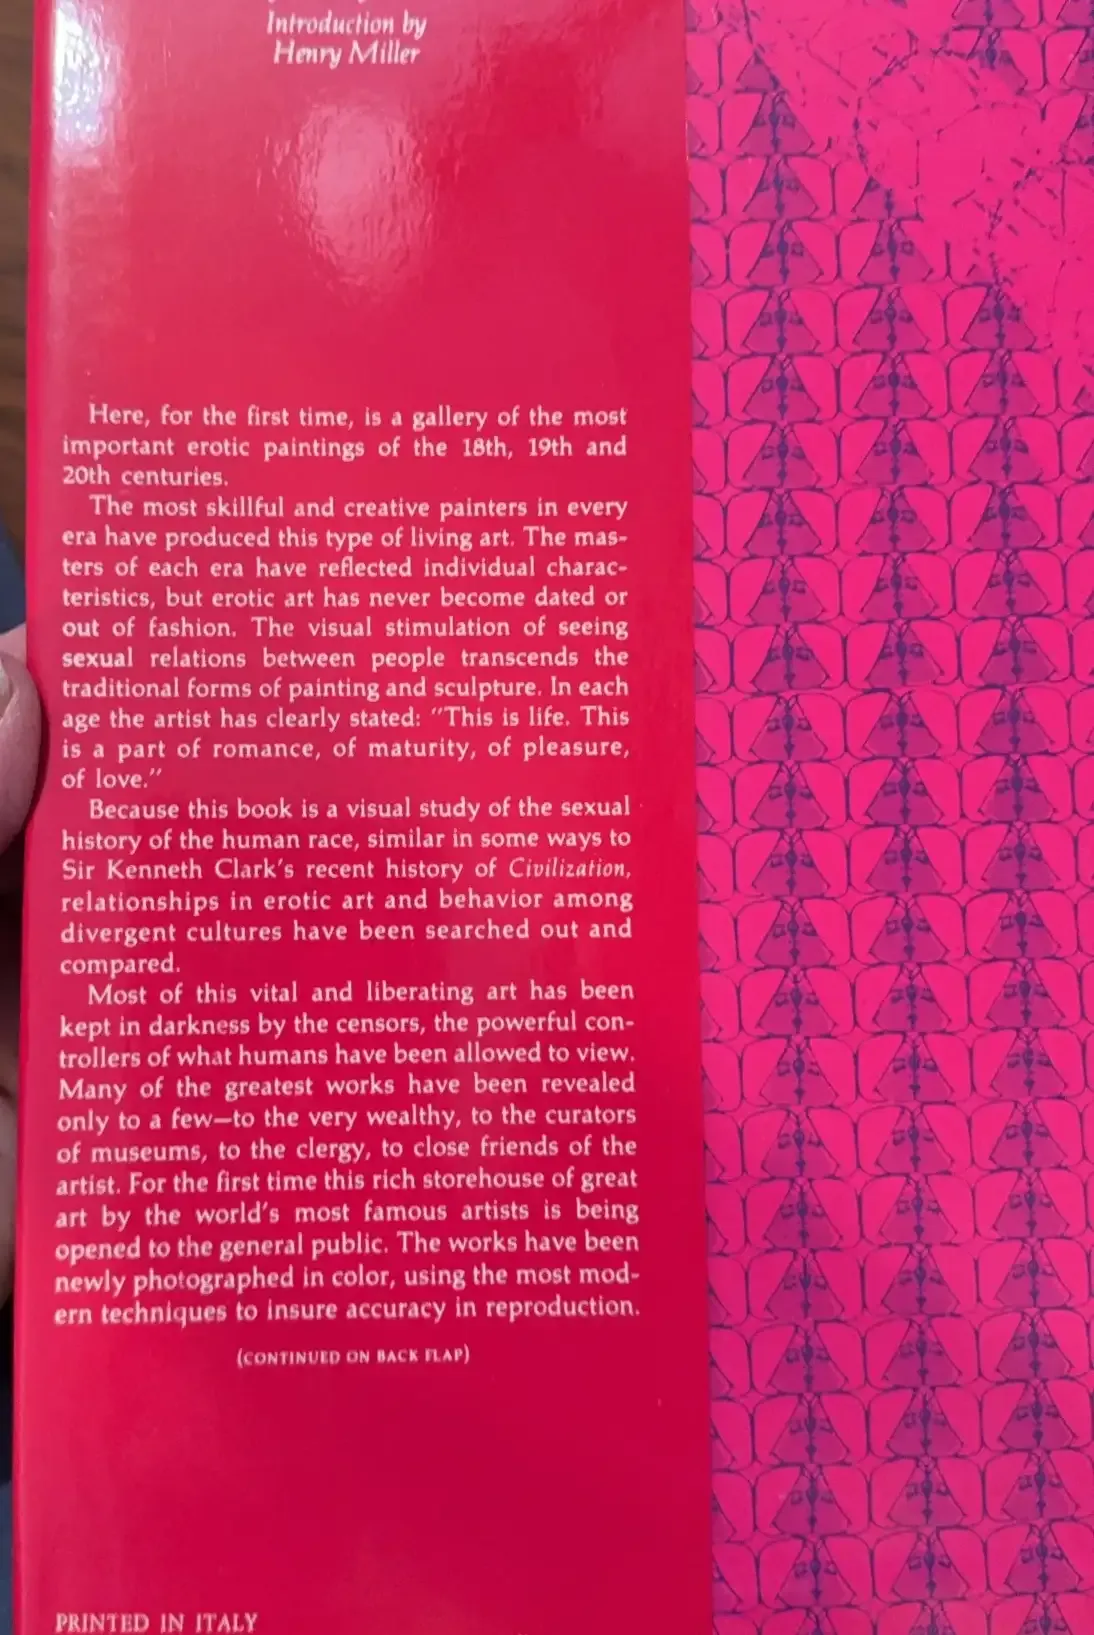 Introduction by
Henry Miller
Here, for the first time, is a gallery of the most
important erotic paintings of the 18th, 19th and
20th centuries.
The most skillful and creative painters in every
era have produced this type of living art. The mas-
ters of each era have reflected individual charac-
teristics, but erotic art has never become dated or
out of fashion. The visual stimulation of seeing
sexual relations between people transcends the
traditional forms of painting and sculpture. In each
age the artist has clearly stated: "This is life. This
is a part of romance, of maturity, of pleasure,
of love."
Because this book is a visual study of the sexual
history of the human race, similar in some ways to
Sir Kenneth Clark's recent history of Civilization,
relationships in erotic art and behavior among
divergent cultures have been searched out and
compared.
Most of this vital and liberating art has been
kept in darkness by the censors, the powerful con-
trollers of what humans have been allowed to view.
Many of the greatest works have been revealed
only to a few—to the very wealthy, to the curators
of museums, to the clergy, to close friends of the
artist. For the first time this rich storehouse of great
art by the world's most famous artists is being
opened to the general public. The works have been
newly photographed in color, using the most mod-
ern techniques to insure accuracy in reproduction.
(CONTINUED ON BACK FLAP)
PRINTED IN ITALY